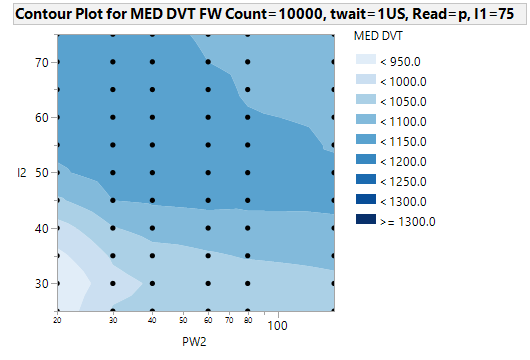 Contour Plot for MED DVT FW Count=10000, twait=1US, Read=p, I1=75
MED DVT
< 950.0
< 1000.0
< 1050.0
< 1100.0
< 1150.0
< 1200.0
< 1250.0
< 1300.0
>= 1300.0
70
60
I2 50
40
30
20 30 40 50 60 70 80 100
PW2